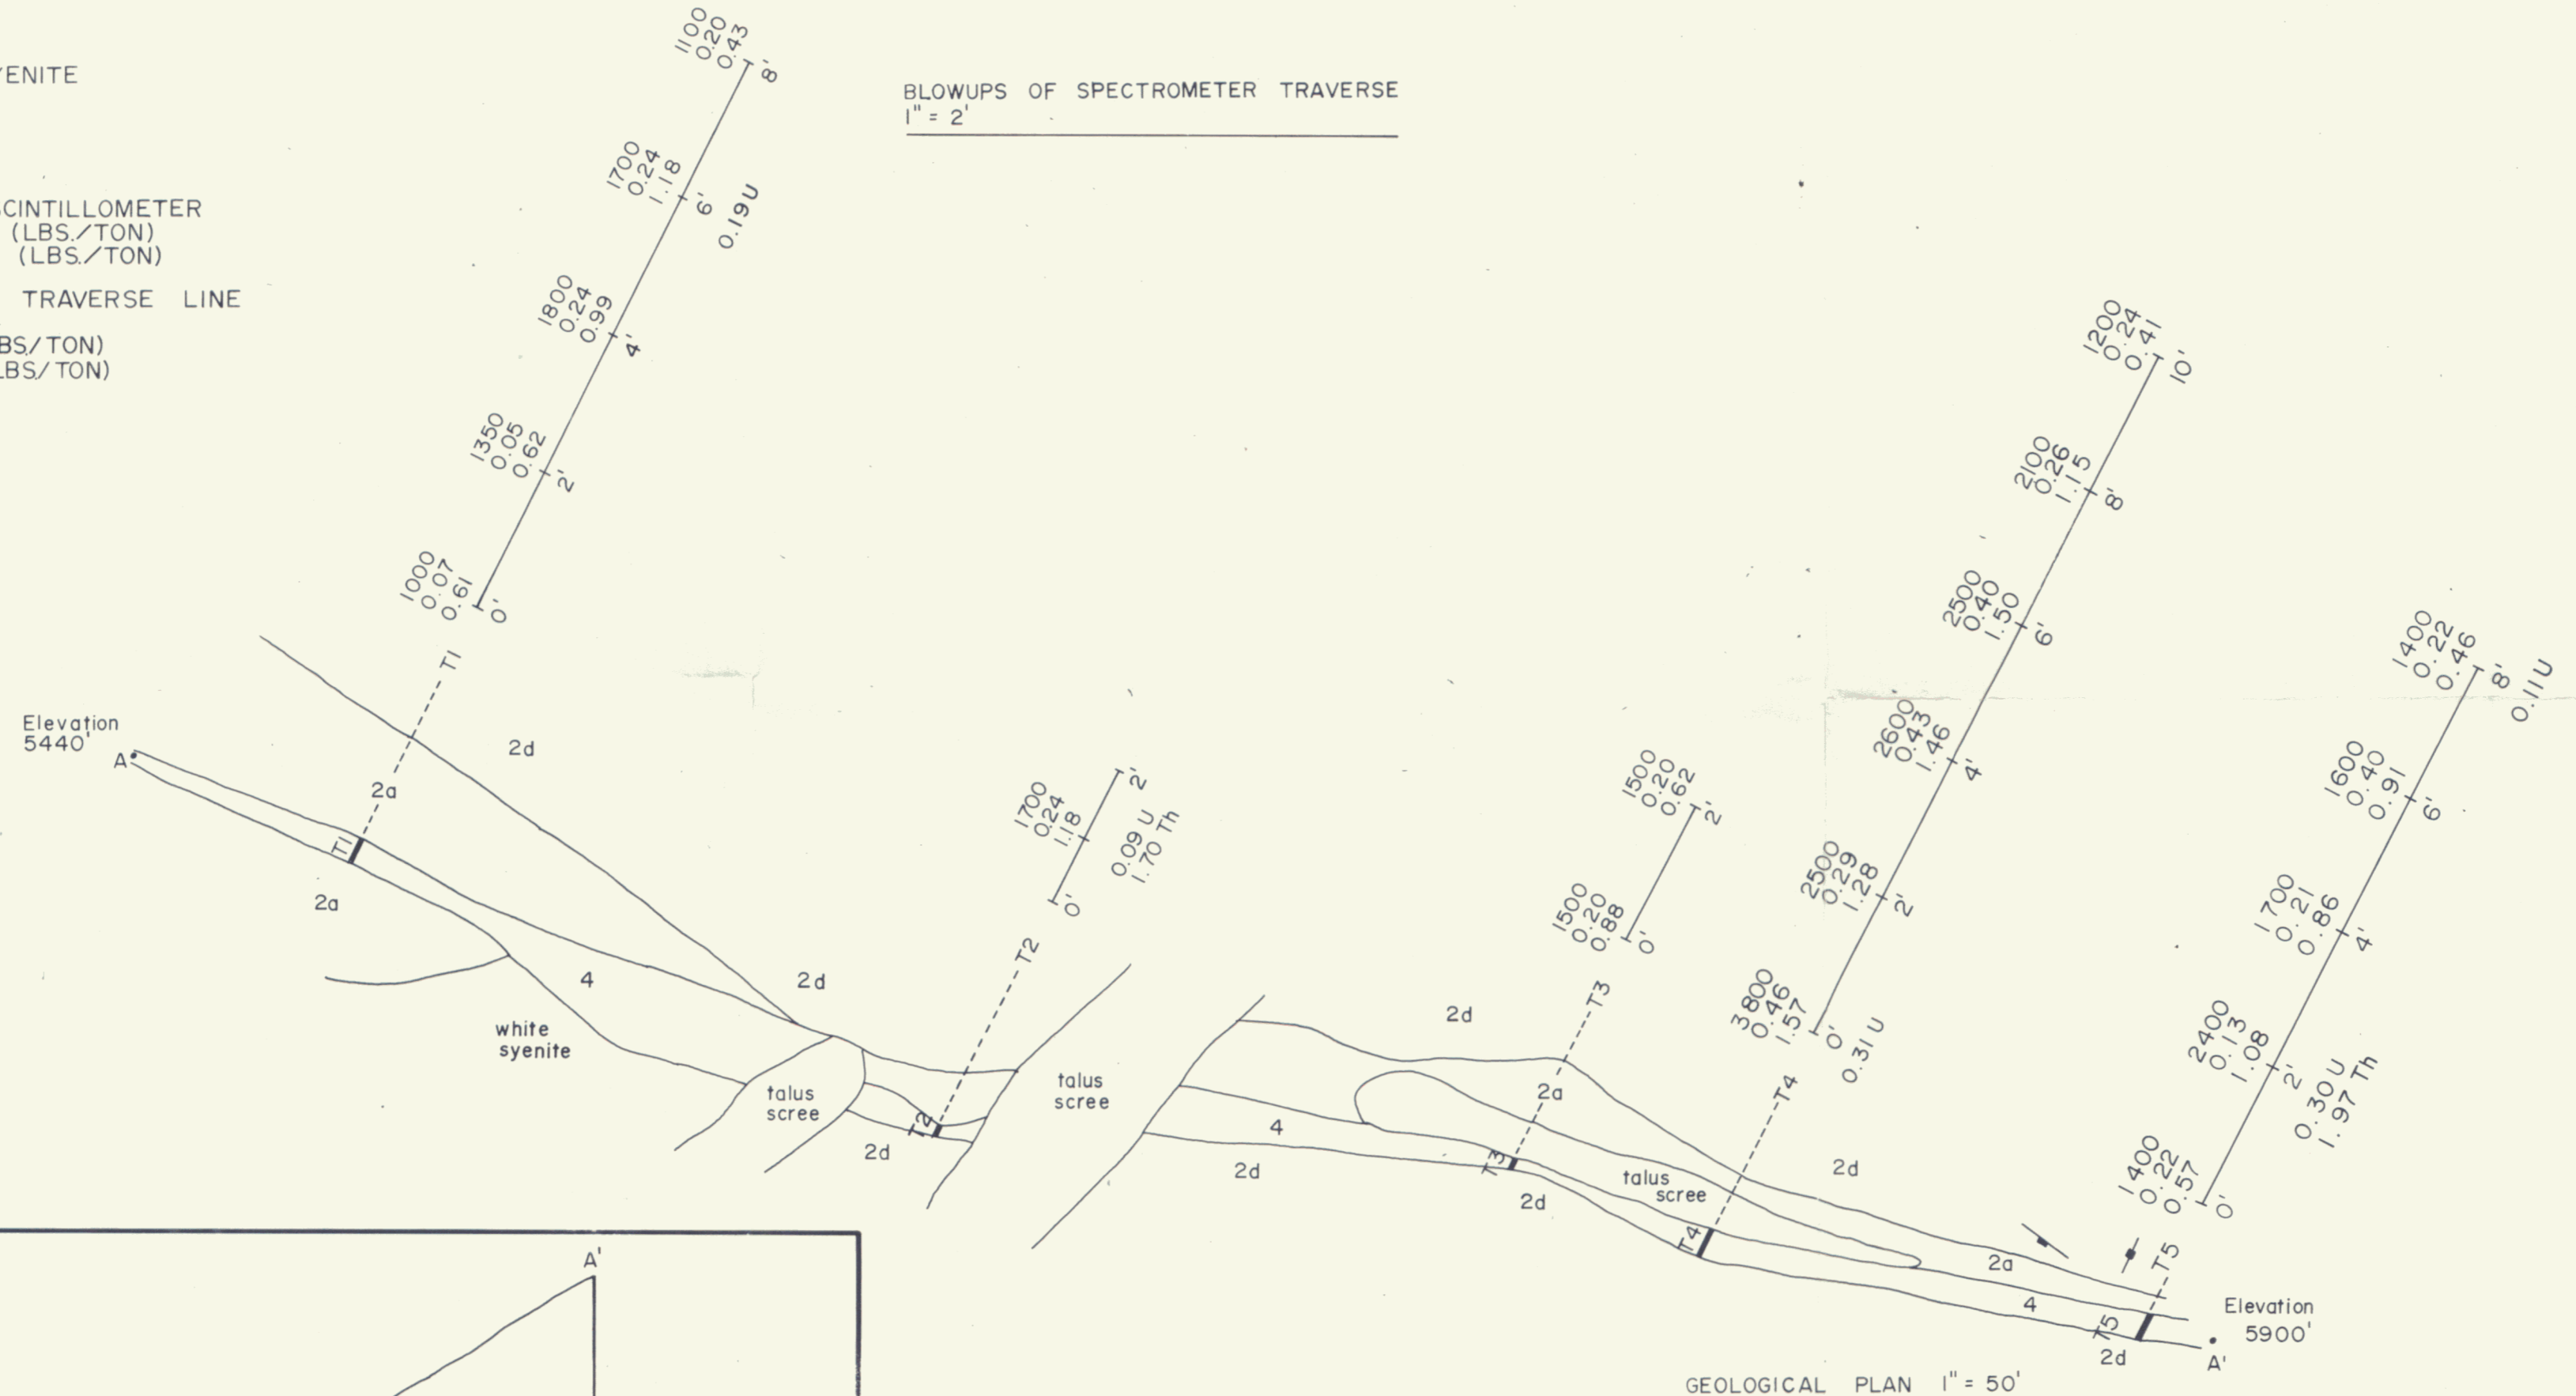 YENITE
SCINTILLOMETER
(LBS./TON)
(LBS./TON)
TRAVERSE LINE
BS/TON)
LBS/TON)
BLOWUPS OF SPECTROMETER TRAVERSE
1" = 2'
1100
0.20
0.43
8'
1700
0.24
1.18
6'
0.19U
1800
0.24
0.99
4'
1350
0.05
0.62
2'
1000
0.07
0.61
0'
T1
Elevation
5440'
A
2d
2a
T1
2a
4
2d
white
syenite
talus
scree
1700
0.24
1.18
2'
0.09 U
1.70 Th
0'
T2
T2
2d
talus
scree
1500
0.20
0.62
2'
1500
0.20
0.88
0'
T3
2d
2a
4
T3
2d
2d
talus
scree
1200
0.24
0.41
10'
2100
0.26
1.15
8'
2500
0.40
1.50
6'
2600
0.43
1.46
4'
2500
0.29
1.28
2'
3800
0.46
1.57
0'
0.31 U
T4
T4
2d
1400
0.22
0.46
8'
0.11U
1600
0.40
0.91
6'
1700
0.21
0.86
4'
2400
0.13
1.08
2'
0.30 U
1.97 Th
1400
0.22
0.57
0'
T5
2a
4
T5
2d
Elevation
5900'
A'
A'
GEOLOGICAL PLAN 1" = 50'